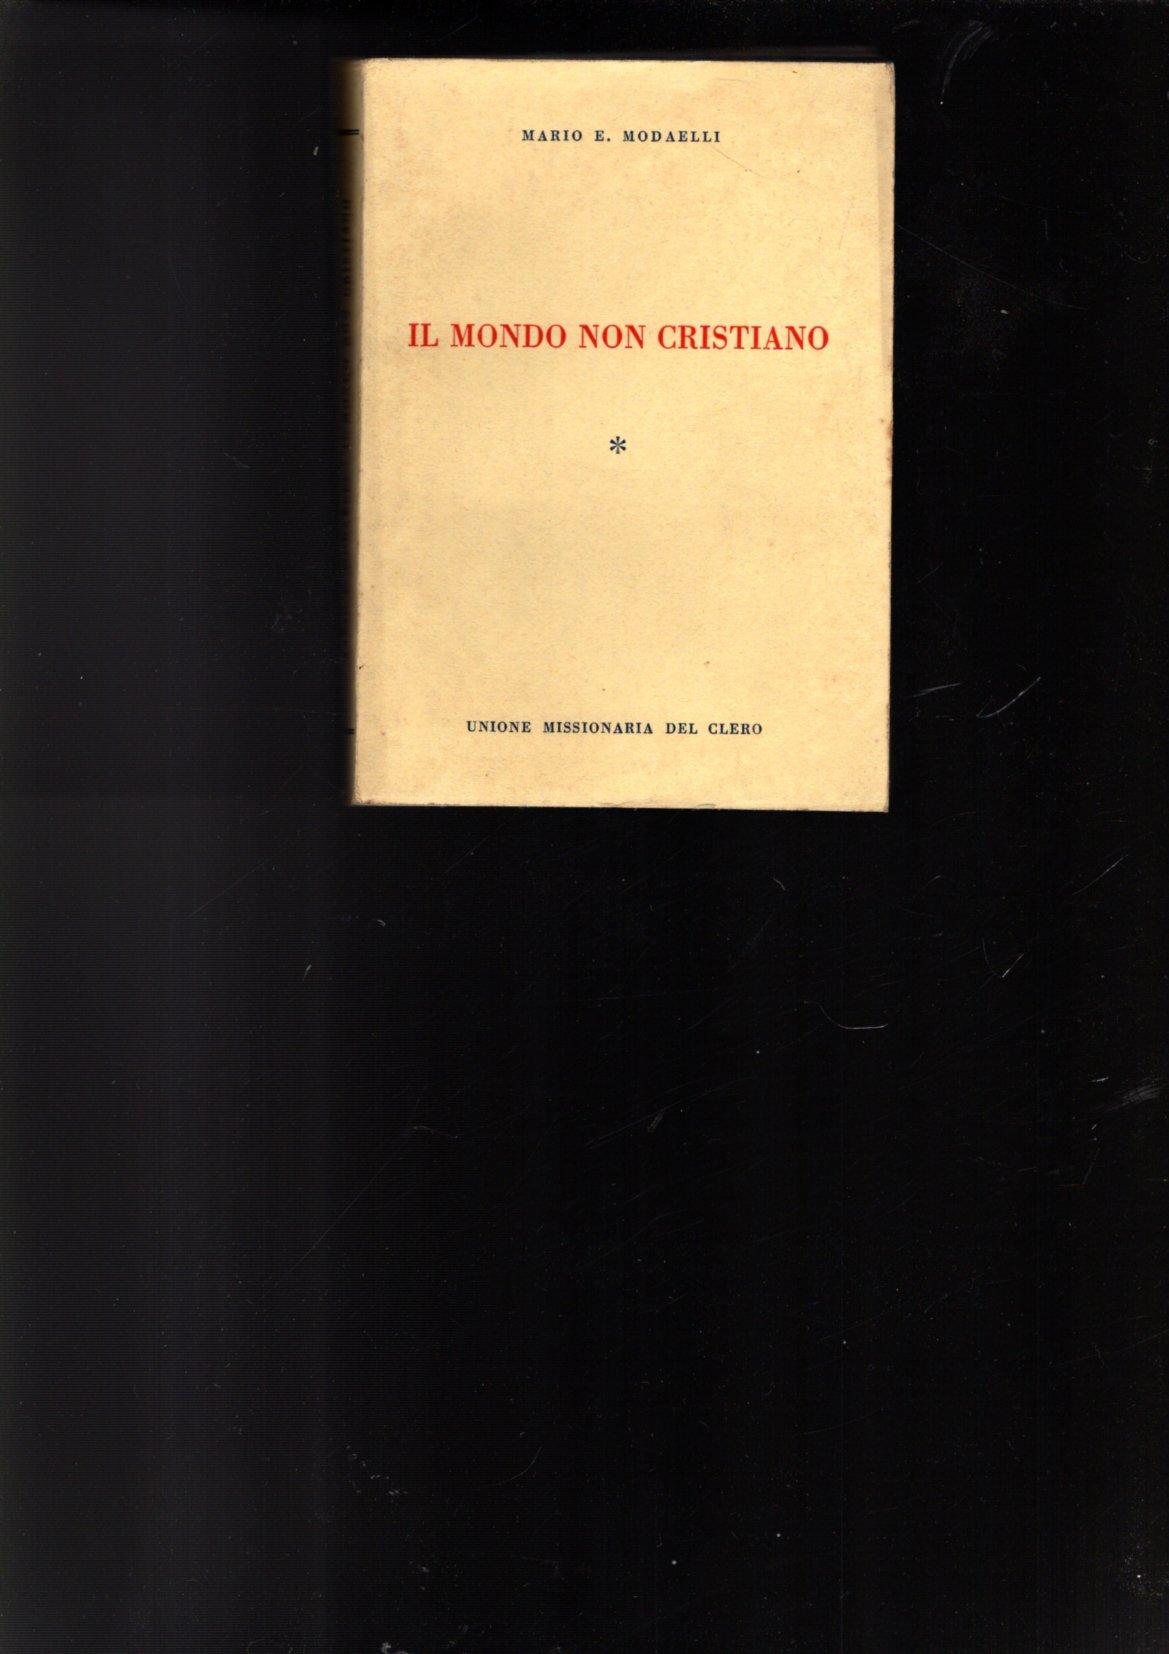 MARIO E. MODAELLI
IL MONDO NON CRISTIANO
*
UNIONE MISSIONARIA DEL CLERO